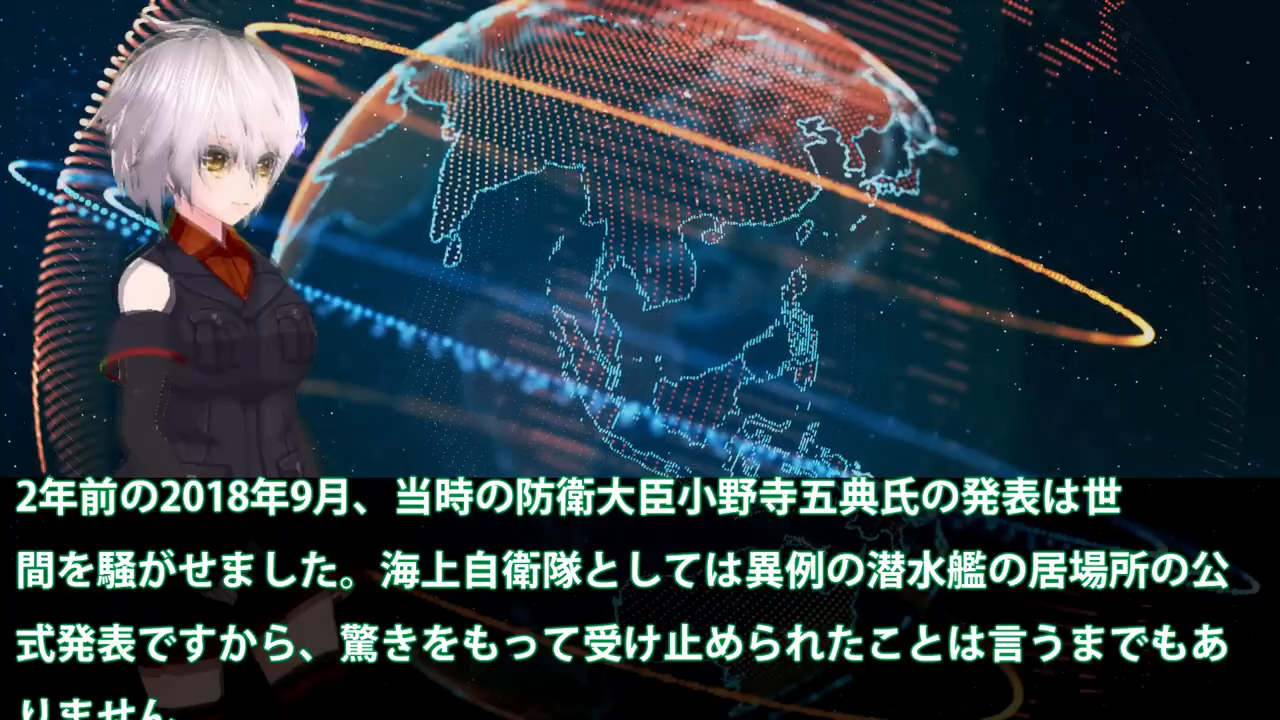 2年前の2018年9月、当時の防衛大臣小野寺五典氏の発表は世
間を騒がせました。海上自衛隊としては異例の潜水艦の居場所の公
式発表ですから、驚きをもって受け止められたことは言うまでもあ
りません